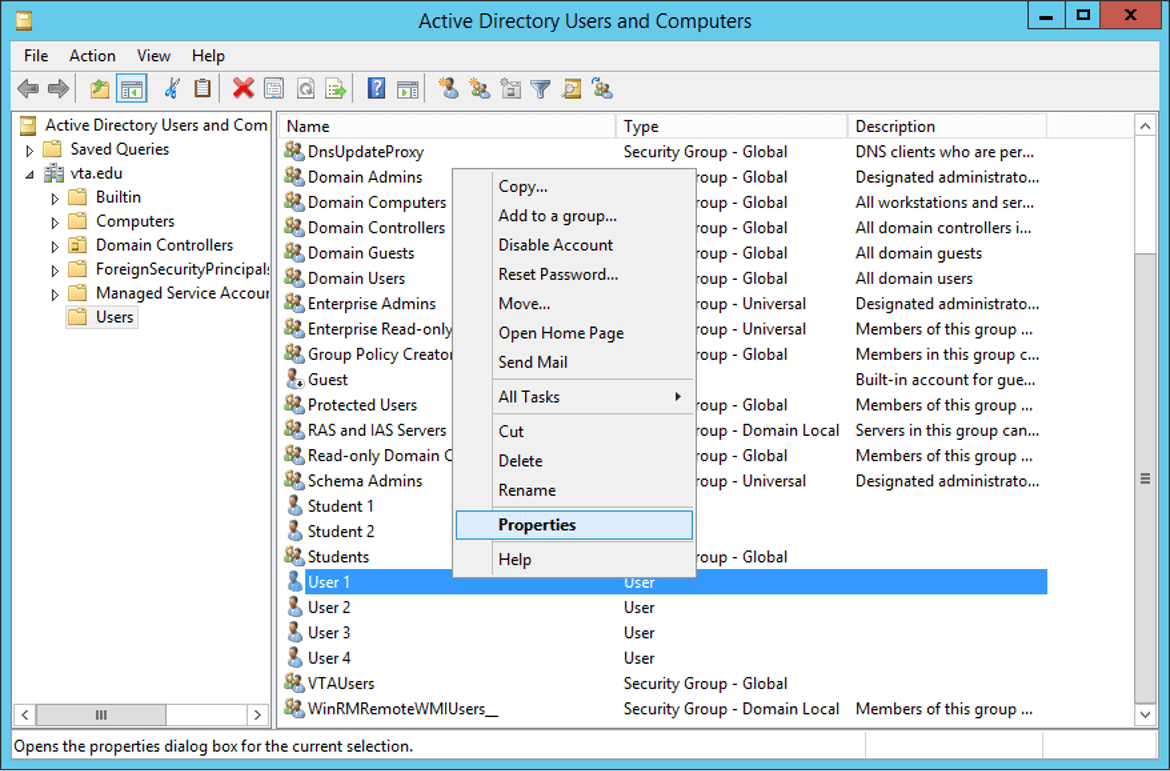 Active Directory Users and Computers
File Action View Help
Active Directory Users and Com
Saved Queries
vta.edu
Builtin
Computers
Domain Controllers
ForeignSecurityPrincipals
Managed Service Accour
Users
Name Type Description
DnsUpdateProxy Security Group - Global DNS clients who are per...
Domain Admins roup - Global Designated administrato...
Domain Computers roup - Global All workstations and ser...
Domain Controllers roup - Global All domain controllers i...
Domain Guests roup - Global All domain guests
Domain Users roup - Global All domain users
Enterprise Admins roup - Universal Designated administrato...
Enterprise Read-only roup - Universal Members of this group ...
Group Policy Creator roup - Global Members in this group c...
Guest Built-in account for gue...
Protected Users roup - Global Members of this group ...
RAS and IAS Servers roup - Domain Local Servers in this group can...
Read-only Domain C roup - Global Members of this group ...
Schema Admins roup - Universal Designated administrato...
Student 1
Student 2
Students roup - Global
User 1 User
User 2 User
User 3 User
User 4 User
VTAUsers Security Group - Global
WinRMRemoteWMIUsers__ Security Group - Domain Local Members of this group ...
Copy...
Add to a group...
Disable Account
Reset Password...
Move...
Open Home Page
Send Mail
All Tasks
Cut
Delete
Rename
Properties
Help
Opens the properties dialog box for the current selection.